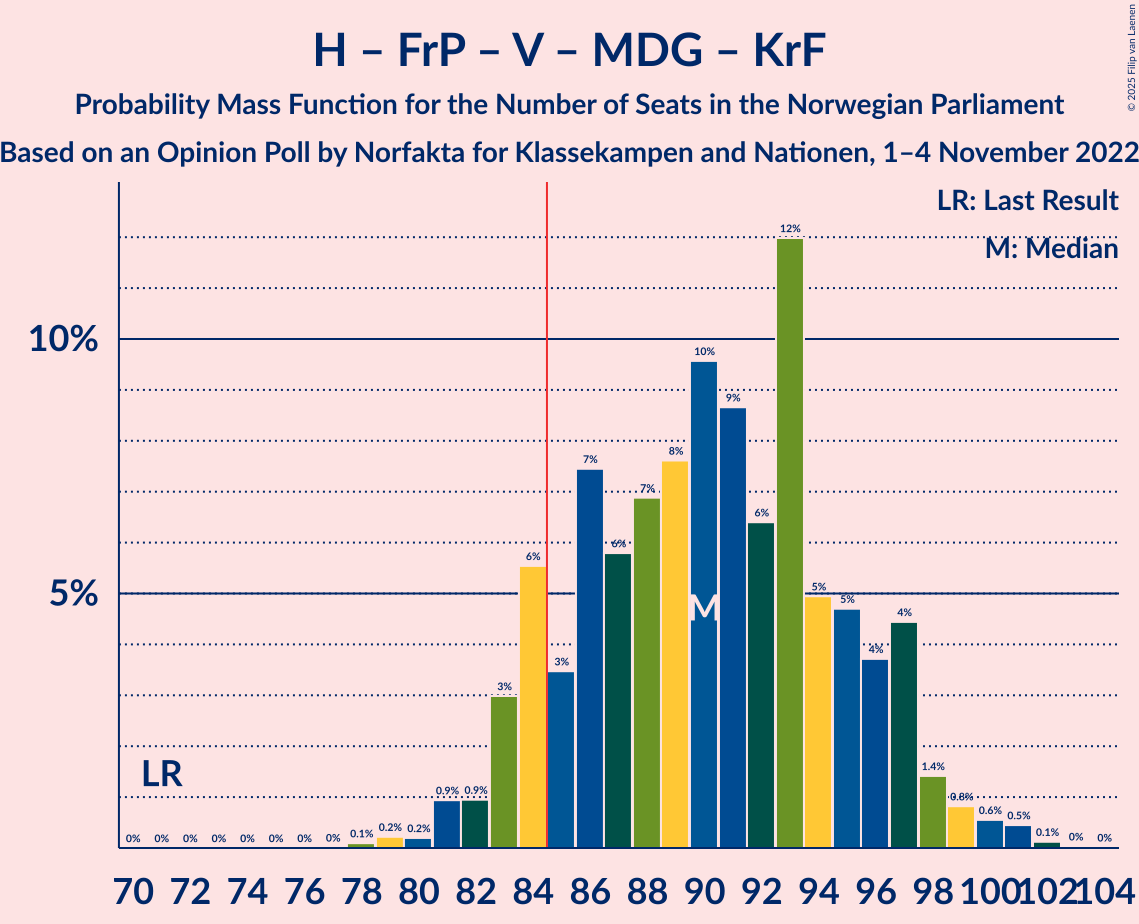 H – FrP – V – MDG – KrF
Probability Mass Function for the Number of Seats in the Norwegian Parliament
Based on an Opinion Poll by Norfakta for Klassekampen and Nationen, 1–4 November 2022
© 2025 Filip van Laenen
LR: Last Result
M: Median
10%
5%
LR
M
0% 0% 0% 0% 0% 0% 0% 0% 0.1% 0.2% 0.2% 0.9% 0.9% 3% 6% 3% 7% 6% 7% 8% 10% 9% 6% 12% 5% 5% 4% 4% 1.4% 0.8% 0.6% 0.5% 0.1% 0% 0%
70 72 74 76 78 80 82 84 86 88 90 92 94 96 98 100 102 104